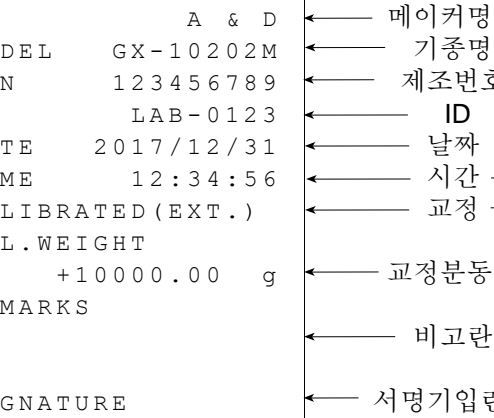 A & D 메이커명
DEL GX-10202M 기종명
N 123456789 제조번호
LAB-0123 ID
TE 2017/12/31 날짜
ME 12:34:56 시간
LIBRATED(EXT.) 교정
L.WEIGHT
+10000.00 g 교정분동
MARKS
비고란
GNATURE 서명기입란